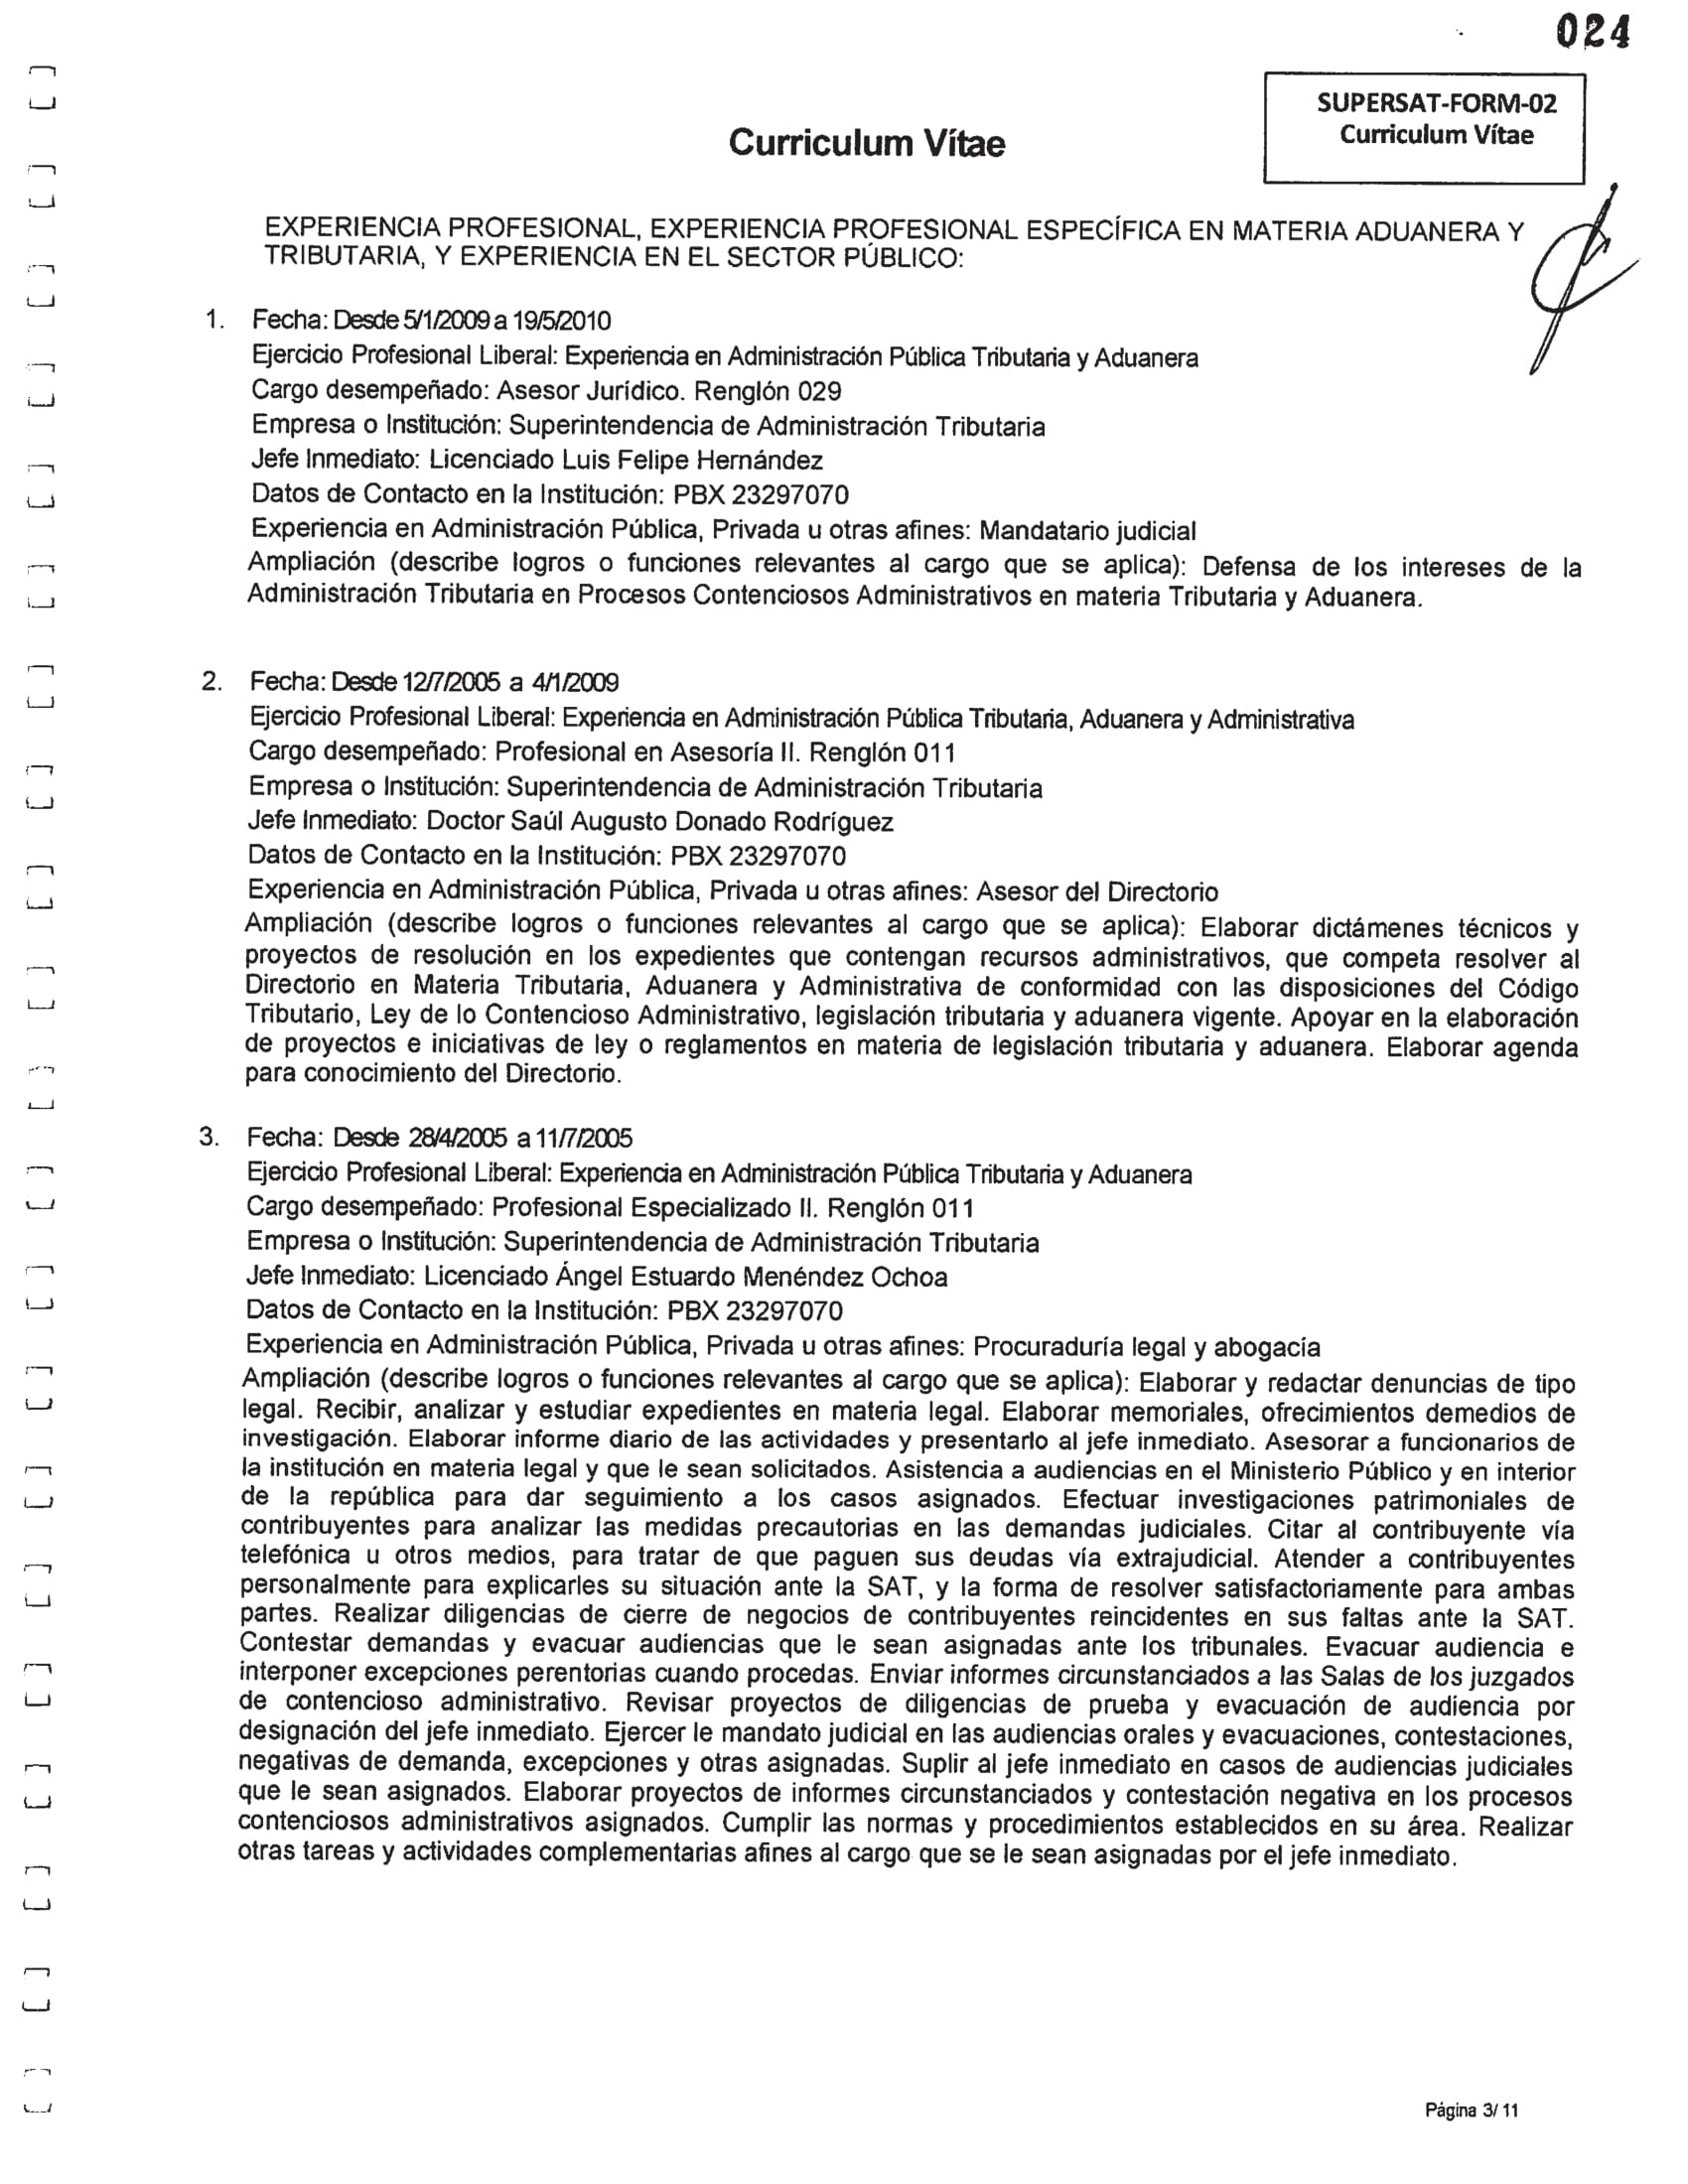 024
SUPERSAT-FORM-02
Curriculum Vítae
Curriculum Vítae
EXPERIENCIA PROFESIONAL, EXPERIENCIA PROFESIONAL ESPECÍFICA EN MATERIA ADUANERA Y
TRIBUTARIA, Y EXPERIENCIA EN EL SECTOR PÚBLICO:
1. Fecha: Desde 5/1/2009 a 19/5/2010
Ejercicio Profesional Liberal: Experiencia en Administración Pública Tributaria y Aduanera
Cargo desempeñado: Asesor Jurídico. Renglón 029
Empresa o Institución: Superintendencia de Administración Tributaria
Jefe Inmediato: Licenciado Luis Felipe Hernández
Datos de Contacto en la Institución: PBX 23297070
Experiencia en Administración Pública, Privada u otras afines: Mandatario judicial
Ampliación (describe logros o funciones relevantes al cargo que se aplica): Defensa de los intereses de la
Administración Tributaria en Procesos Contenciosos Administrativos en materia Tributaria y Aduanera.
2. Fecha: Desde 12/7/2005 a 4/1/2009
Ejercicio Profesional Liberal: Experiencia en Administración Pública Tributaria, Aduanera y Administrativa
Cargo desempeñado: Profesional en Asesoría II. Renglón 011
Empresa o Institución: Superintendencia de Administración Tributaria
Jefe Inmediato: Doctor Saúl Augusto Donado Rodríguez
Datos de Contacto en la Institución: PBX 23297070
Experiencia en Administración Pública, Privada u otras afines: Asesor del Directorio
Ampliación (describe logros o funciones relevantes al cargo que se aplica): Elaborar dictámenes técnicos y
proyectos de resolución en los expedientes que contengan recursos administrativos, que competa resolver al
Directorio en Materia Tributaria, Aduanera y Administrativa de conformidad con las disposiciones del Código
Tributario, Ley de lo Contencioso Administrativo, legislación tributaria y aduanera vigente. Apoyar en la elaboración
de proyectos e iniciativas de ley o reglamentos en materia de legislación tributaria y aduanera. Elaborar agenda
para conocimiento del Directorio.
3. Fecha: Desde 28/4/2005 a 11/7/2005
Ejercicio Profesional Liberal: Experiencia en Administración Pública Tributaria y Aduanera
Cargo desempeñado: Profesional Especializado II. Renglón 011
Empresa o Institución: Superintendencia de Administración Tributaria
Jefe Inmediato: Licenciado Ángel Estuardo Menéndez Ochoa
Datos de Contacto en la Institución: PBX 23297070
Experiencia en Administración Pública, Privada u otras afines: Procuraduría legal y abogacía
Ampliación (describe logros o funciones relevantes al cargo que se aplica): Elaborar y redactar denuncias de tipo
legal. Recibir, analizar y estudiar expedientes en materia legal. Elaborar memoriales, ofrecimientos demedios de
investigación. Elaborar informe diario de las actividades y presentarlo al jefe inmediato. Asesorar a funcionarios de
la institución en materia legal y que le sean solicitados. Asistencia a audiencias en el Ministerio Público y en interior
de la república para dar seguimiento a los casos asignados. Efectuar investigaciones patrimoniales de
contribuyentes para analizar las medidas precautorias en las demandas judiciales. Citar al contribuyente vía
telefónica u otros medios, para tratar de que paguen sus deudas vía extrajudicial. Atender a contribuyentes
personalmente para explicarles su situación ante la SAT, y la forma de resolver satisfactoriamente para ambas
partes. Realizar diligencias de cierre de negocios de contribuyentes reincidentes en sus faltas ante la SAT.
Contestar demandas y evacuar audiencias que le sean asignadas ante los tribunales. Evacuar audiencia e
interponer excepciones perentorias cuando procedas. Enviar informes circunstanciados a las Salas de los juzgados
de contencioso administrativo. Revisar proyectos de diligencias de prueba y evacuación de audiencia por
designación del jefe inmediato. Ejercer le mandato judicial en las audiencias orales y evacuaciones, contestaciones,
negativas de demanda, excepciones y otras asignadas. Suplir al jefe inmediato en casos de audiencias judiciales
que le sean asignados. Elaborar proyectos de informes circunstanciados y contestación negativa en los procesos
contenciosos administrativos asignados. Cumplir las normas y procedimientos establecidos en su área. Realizar
otras tareas y actividades complementarias afines al cargo que se le sean asignadas por el jefe inmediato.
Página 3/ 11